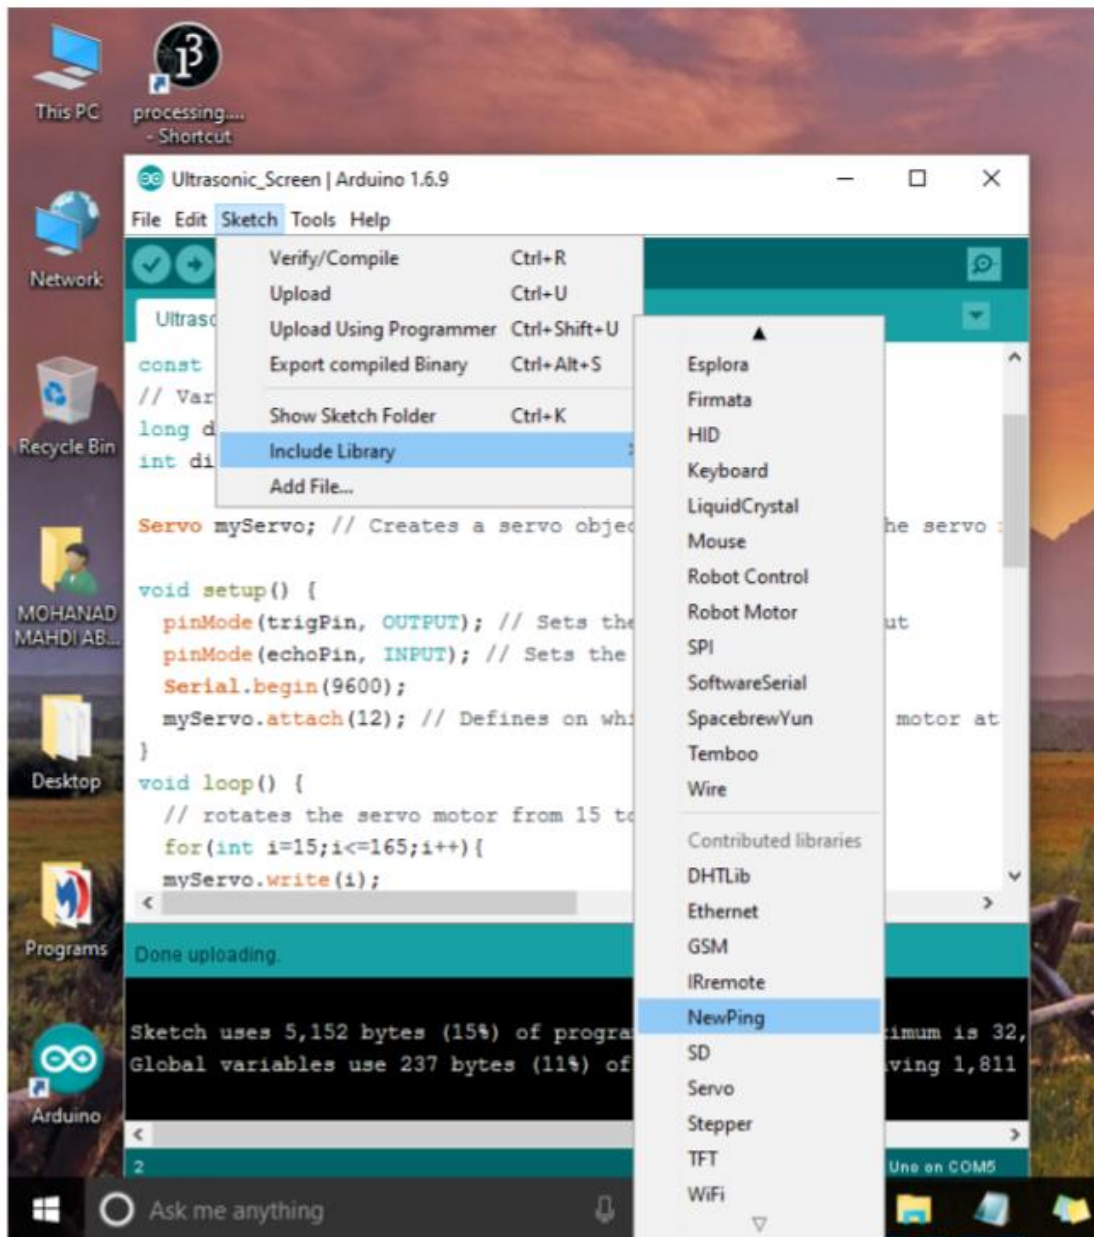 This PC
processing....
- Shortcut
Network
Recycle Bin
MOHANAD
MAHDI AB...
Desktop
Programs
Arduino
Ultrasonic_Screen | Arduino 1.6.9
File Edit Sketch Tools Help
Verify/Compile Ctrl+R
Upload Ctrl+U
Upload Using Programmer Ctrl+Shift+U
Export compiled Binary Ctrl+Alt+S
Show Sketch Folder Ctrl+K
Include Library
Add File...
const
// Var
long d
int di
Servo myServo; // Creates a servo objec he servo
void setup() {
pinMode(trigPin, OUTPUT); // Sets the ut
pinMode(echoPin, INPUT); // Sets the
Serial.begin(9600);
myServo.attach(12); // Defines on whi motor at
}
void loop() {
// rotates the servo motor from 15 to
for(int i=15;i<=165;i++){
myServo.write(i);
Done uploading.
Sketch uses 5,152 bytes (15%) of progra ximum is 32,
Global variables use 237 bytes (11%) of ving 1,811
2
Uno on COM5
Esplora
Firmata
HID
Keyboard
LiquidCrystal
Mouse
Robot Control
Robot Motor
SPI
SoftwareSerial
SpacebrewYun
Temboo
Wire
Contributed libraries
DHTLib
Ethernet
GSM
IRremote
NewPing
SD
Servo
Stepper
TFT
WiFi
Ask me anything